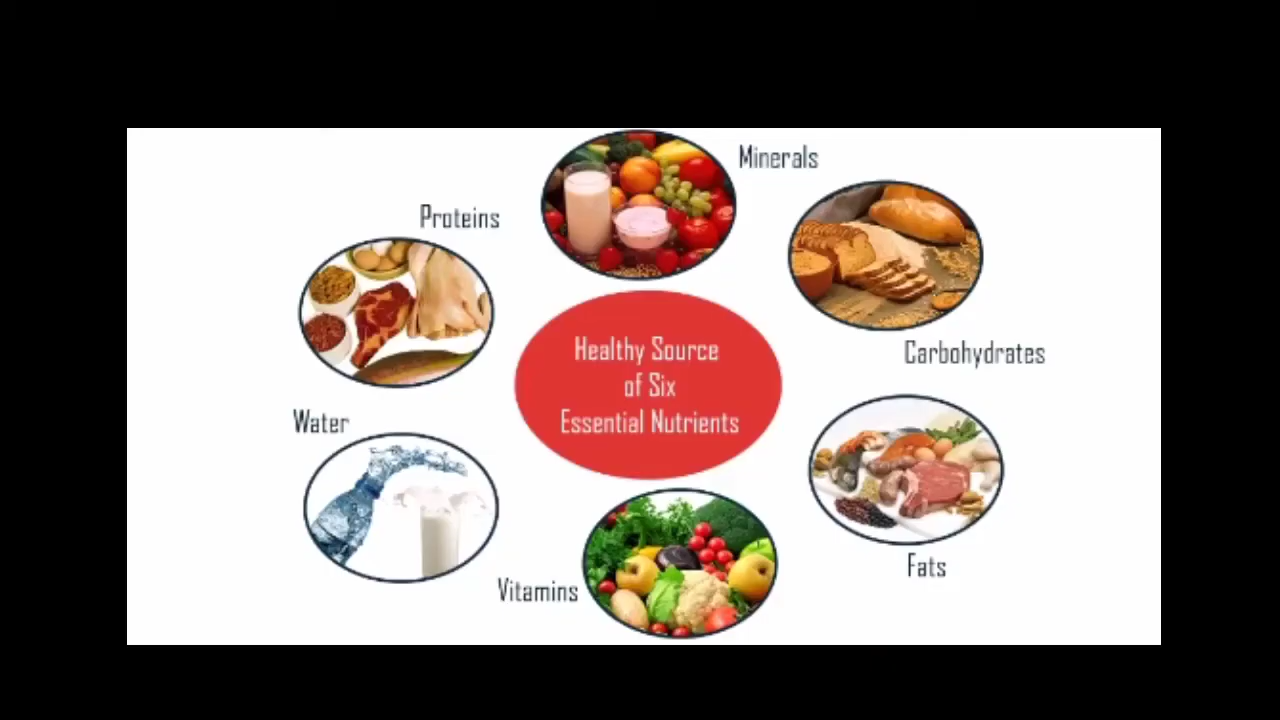 Minerals
Proteins
Healthy Source
of Six
Essential Nutrients
Carbohydrates
Water
Fats
Vitamins